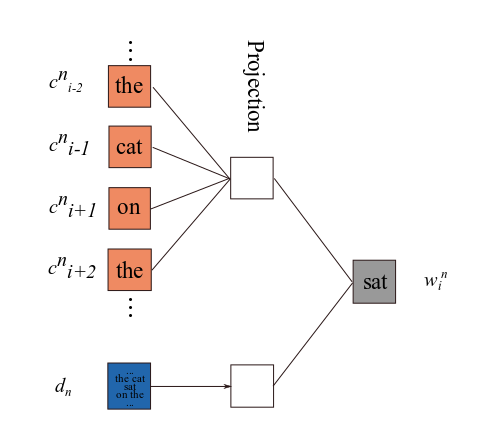 ⋮
Projection
c^n_{i-2} the
c^n_{i-1} cat
c^n_{i+1} on
c^n_{i+2} the
⋮
sat w_i^n
d_n
...
the cat
sat
on the
...